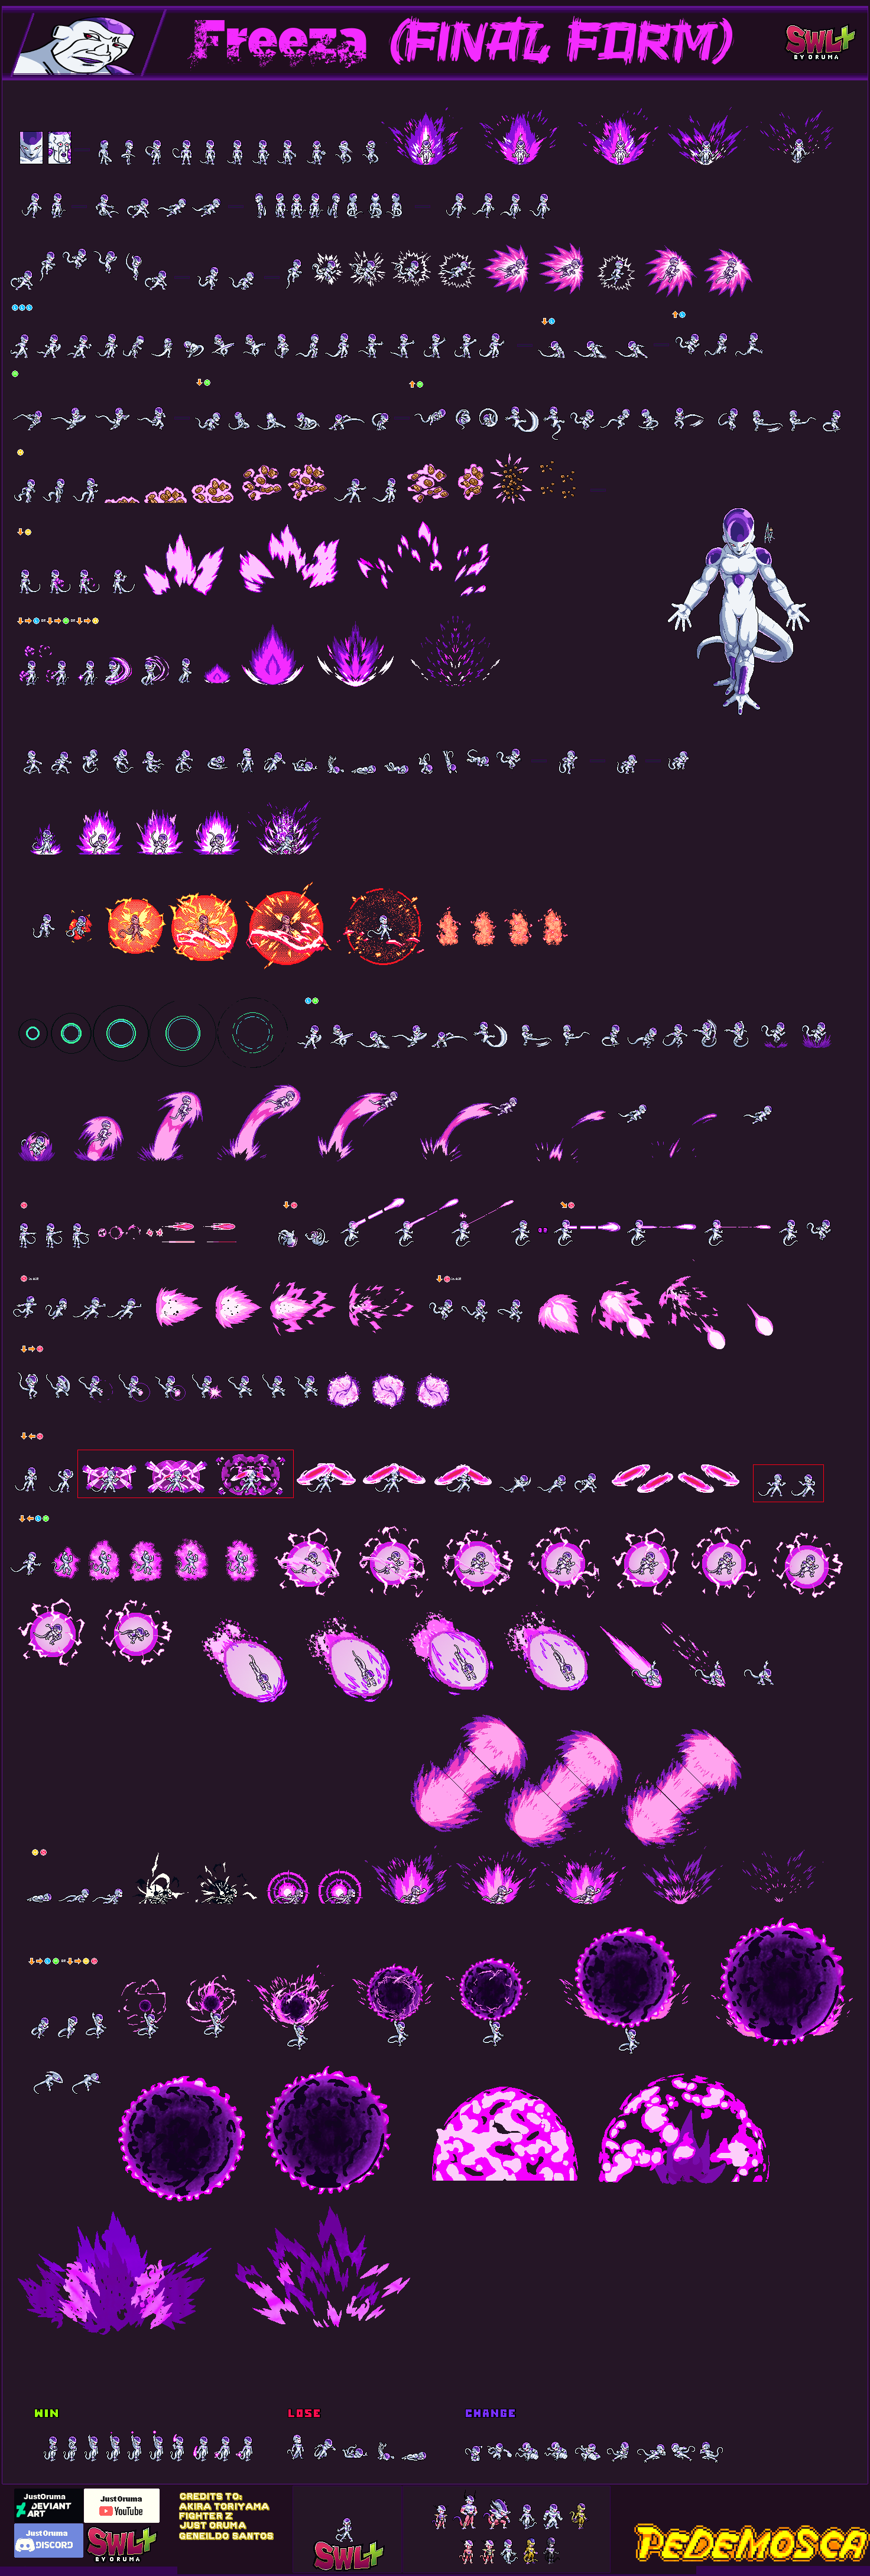 Freeza (FINAL FORM)
SWL+
BY ORUMA
WIN
LOSE
CHANGE
JustOruma
DEVIANT
ART
JustOruma
YouTube
JustOruma
DISCORD
SWL+
BY ORUMA
CREDITS TO:
AKIRA TORIYAMA
FIGHTER Z
JUST ORUMA
GENEILDO SANTOS
SWL+
PEDEMOSCA